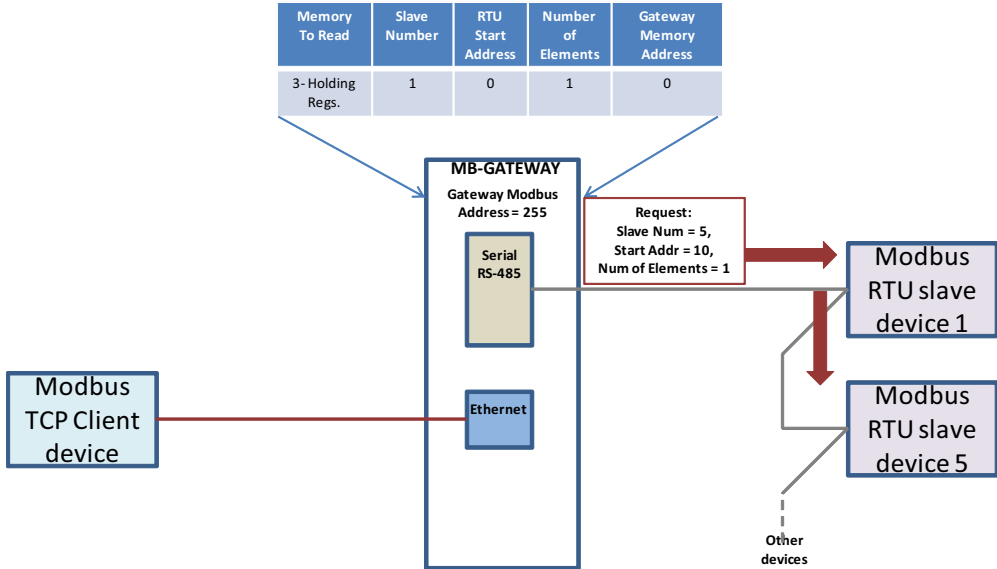 Memory To Read
Slave Number
RTU Start Address
Number of Elements
Gateway Memory Address
3- Holding Regs.
1
0
1
0
MB-GATEWAY
Gateway Modbus
Address = 255
Serial
RS-485
Request:
Slave Num = 5,
Start Addr = 10,
Num of Elements = 1
Modbus
RTU slave
device 1
Modbus
TCP Client
device
Ethernet
Modbus
RTU slave
device 5
Other
devices